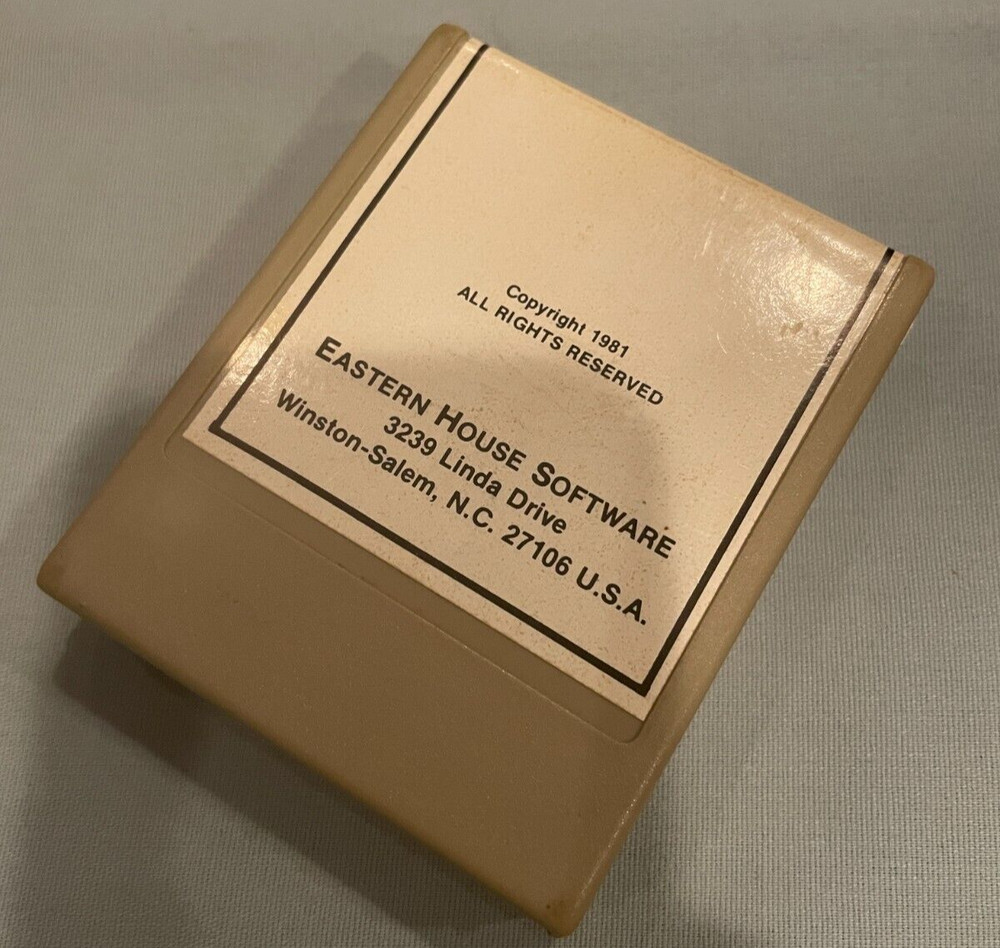 Copyright 1981
ALL RIGHTS RESERVED
EASTERN HOUSE SOFTWARE
3239 Linda Drive
Winston-Salem, N.C. 27106 U.S.A.